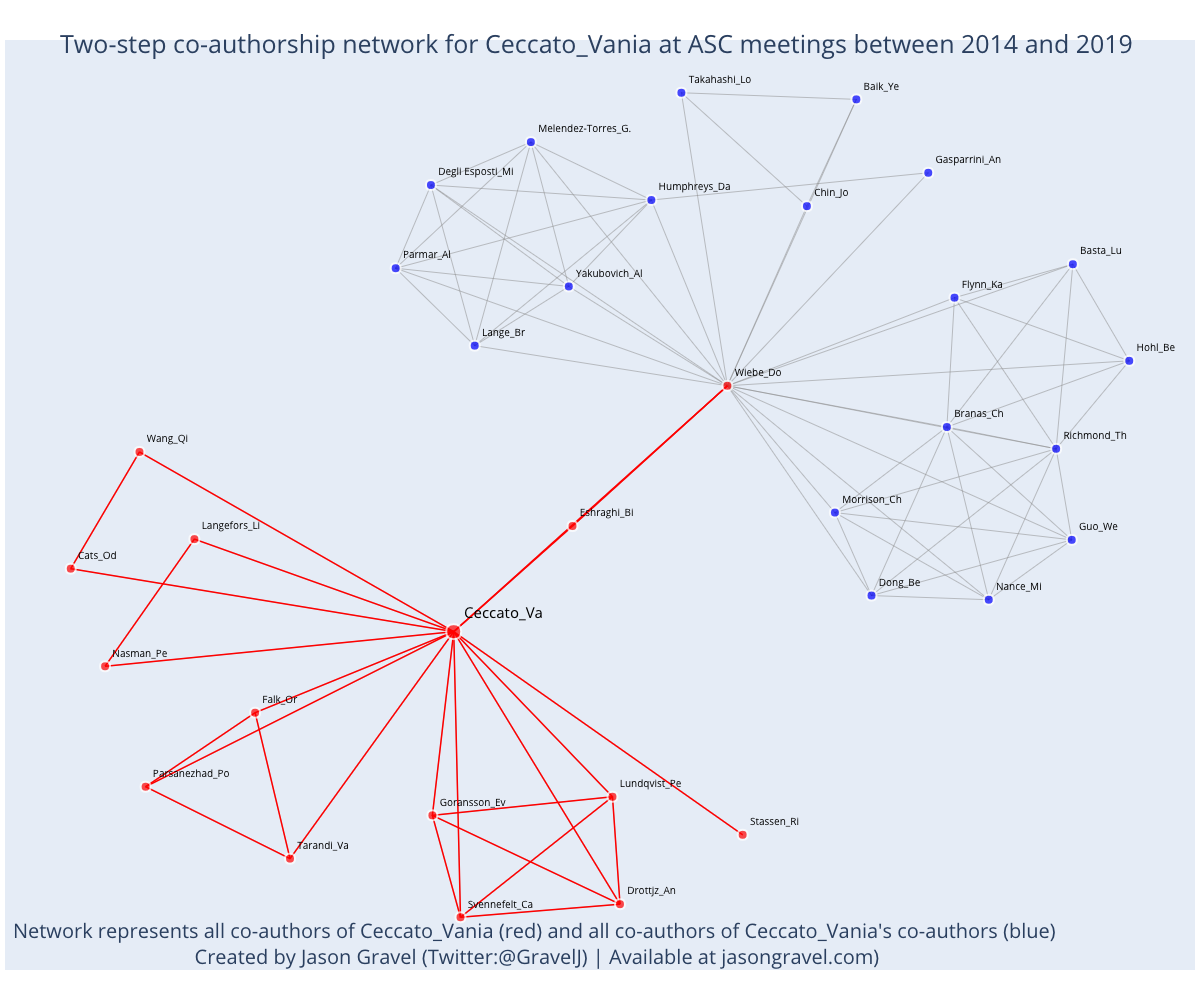 Two-step co-authorship network for Ceccato_Vania at ASC meetings between 2014 and 2019
Takahashi_Lo
Baik_Ye
Melendez-Torres_G.
Gasparrini_An
Degli Esposti_Mi
Humphreys_Da
Chin_Jo
Parmar_Al
Basta_Lu
Yakubovich_Al
Flynn_Ka
Lange_Br
Hohl_Be
Wiebe_Do
Branas_Ch
Richmond_Th
Wang_Qi
Morrison_Ch
Eshraghi_Bi
Langefors_Li
Guo_We
Cats_Od
Dong_Be
Nance_Mi
Ceccato_Va
Nasman_Pe
Falk_Or
Parsanezhad_Po
Lundqvist_Pe
Goransson_Ev
Stassen_Ri
Tarandi_Va
Drottjz_An
Svennefelt_Ca
Network represents all co-authors of Ceccato_Vania (red) and all co-authors of Ceccato_Vania's co-authors (blue)
Created by Jason Gravel (Twitter:@GravelJ) | Available at jasongravel.com)